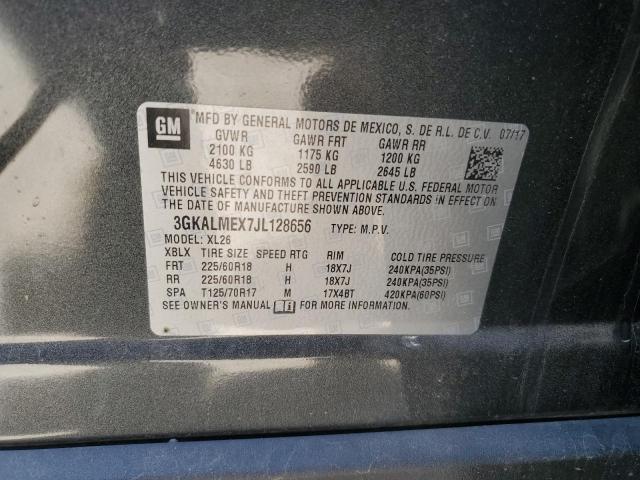 GM
MFD BY GENERAL MOTORS DE MEXICO, S. DE R.L. DE C.V. 07/17
GVWR GAWR FRT GAWR RR
2100 KG 1175 KG 1200 KG
4630 LB 2590 LB 2645 LB
THIS VEHICLE CONFORMS TO ALL APPLICABLE U.S. FEDERAL MOTOR
VEHICLE SAFETY AND THEFT PREVENTION STANDARDS IN EFFECT ON
THE DATE OF MANUFACTURE SHOWN ABOVE.
3GKALMEX7JL128656 TYPE: M.P.V.
MODEL: XL26
XBLX TIRE SIZE SPEED RTG RIM COLD TIRE PRESSURE
FRT 225/60R18 H 18X7J 240KPA(35PSI)
RR 225/60R18 H 18X7J 240KPA(35PSI)
SPA T125/70R17 M 17X4BT 420KPA(60PSI)
SEE OWNER'S MANUAL FOR MORE INFORMATION.